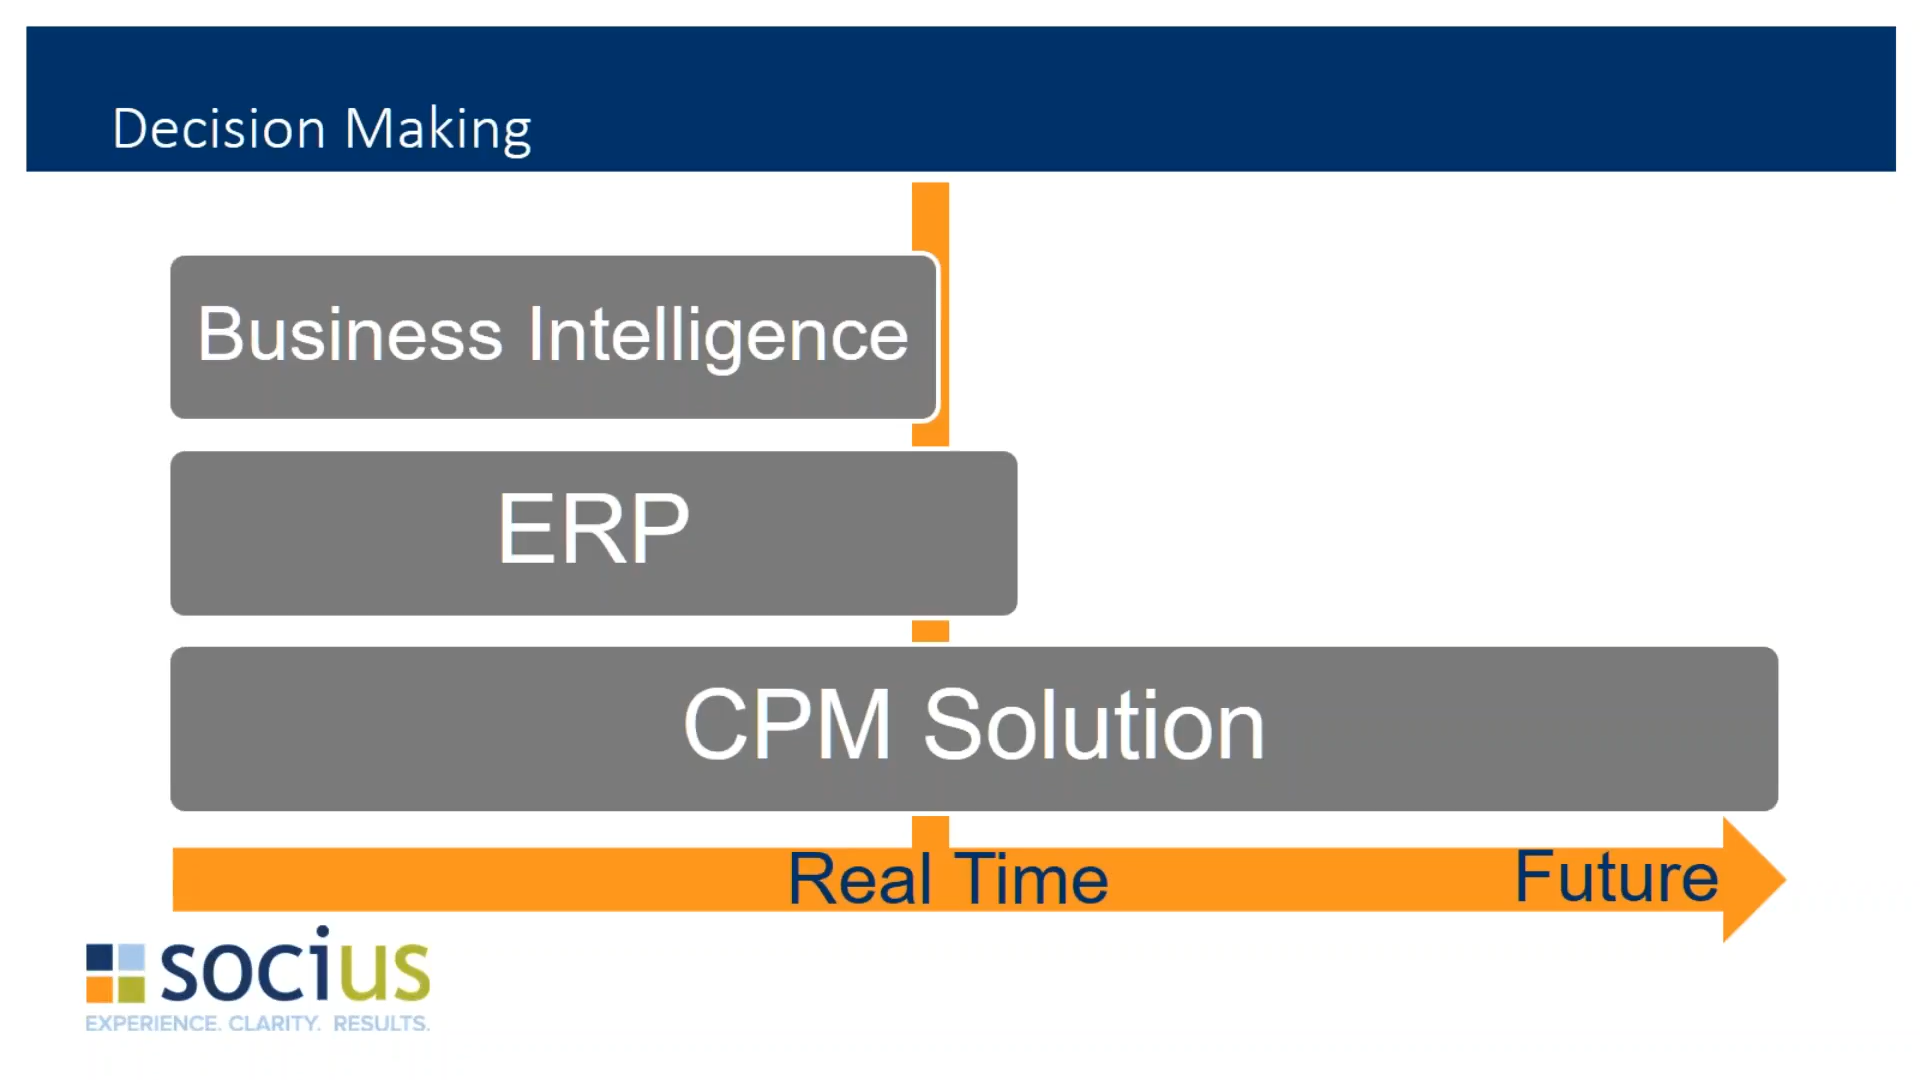 Decision Making
Business Intelligence
ERP
CPM Solution
Real Time
Future
socius
EXPERIENCE. CLARITY. RESULTS.